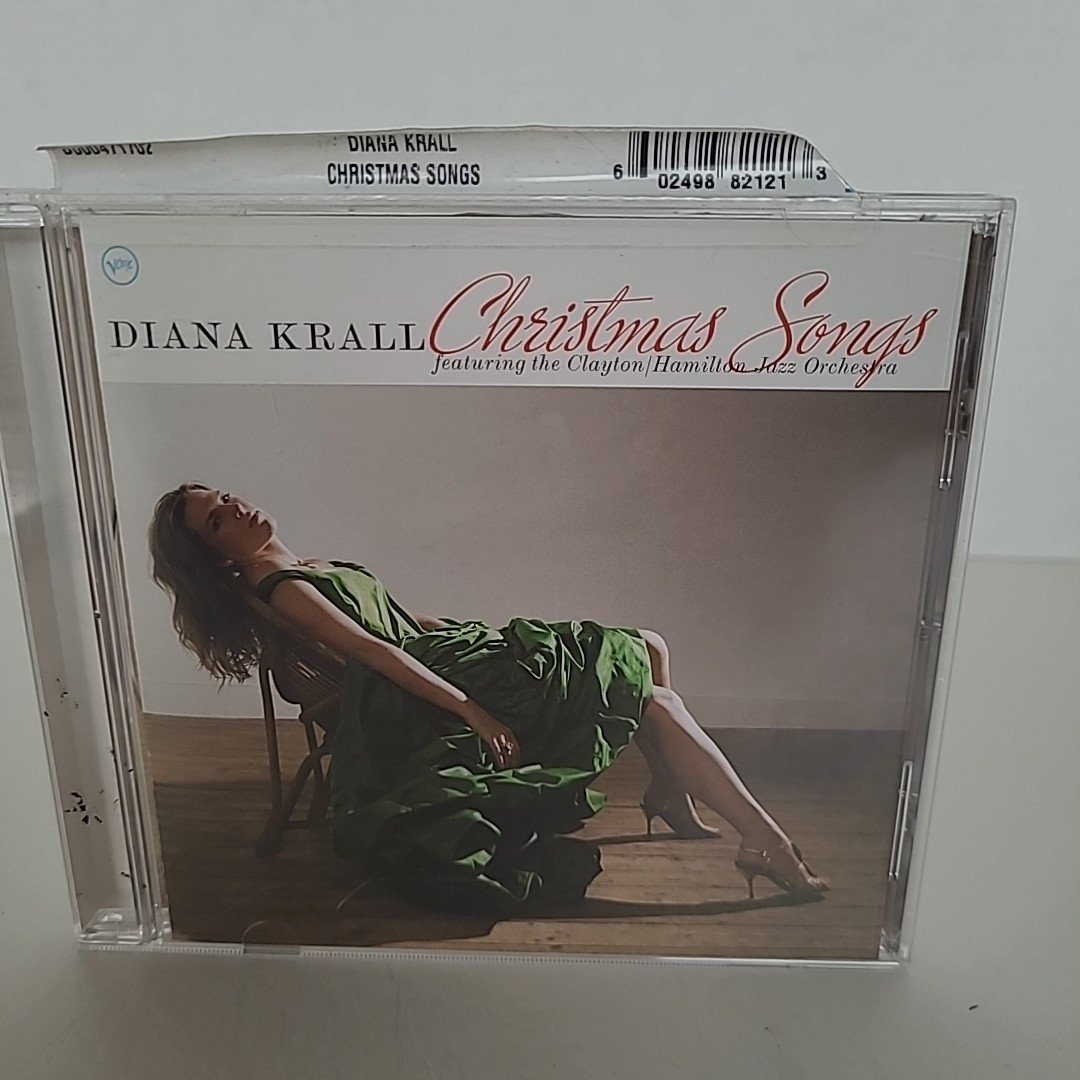 DIANA KRALL
CHRISTMAS SONGS
6 02498 82121 3
Verve
DIANA KRALL Christmas Songs
featuring the Clayton/Hamilton Jazz Orchestra